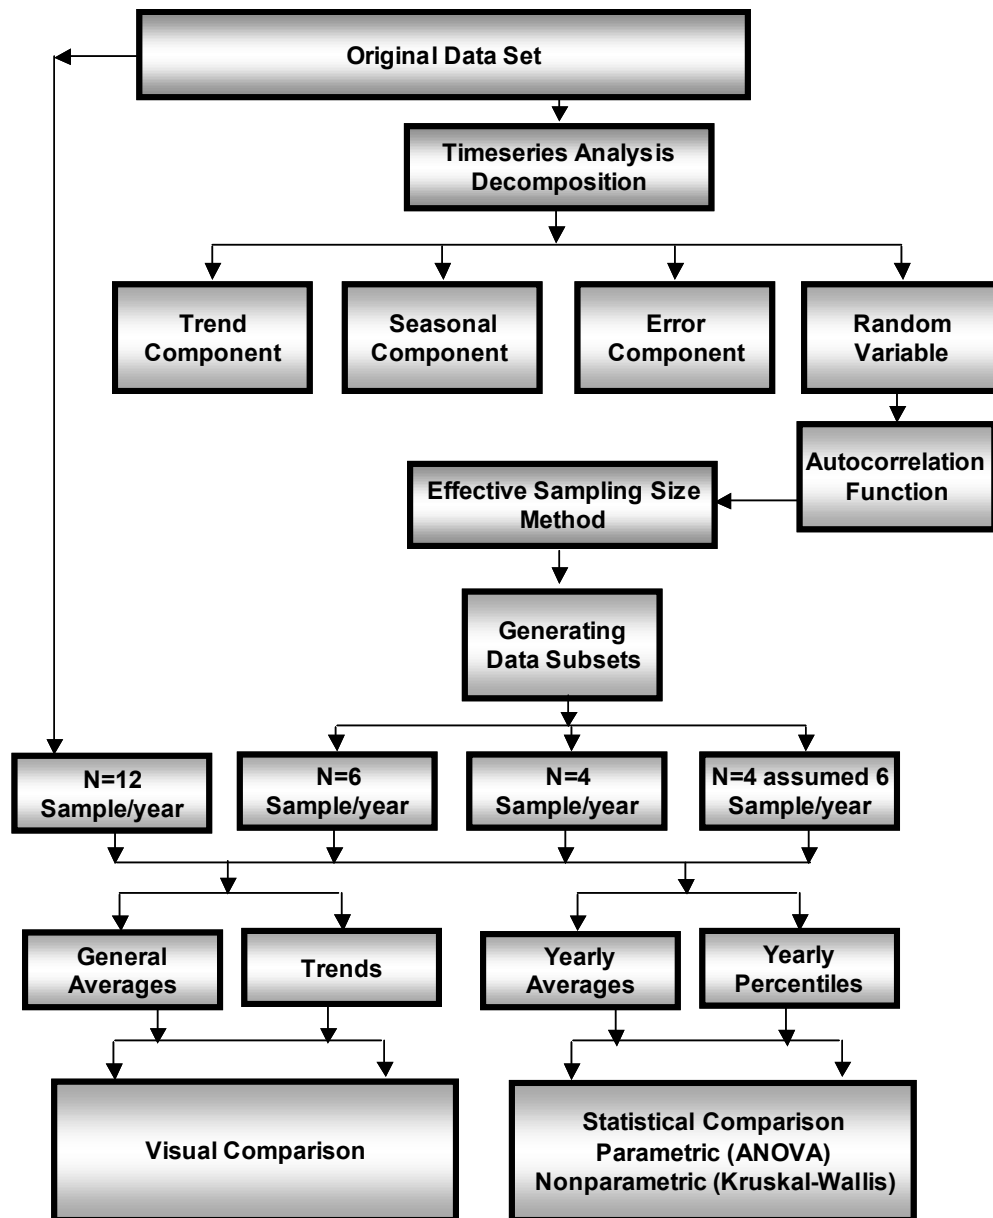 Original Data Set
Timeseries Analysis
Decomposition
Trend
Component
Seasonal
Component
Error
Component
Random
Variable
Autocorrelation
Function
Effective Sampling Size
Method
Generating
Data Subsets
N=12
Sample/year
N=6
Sample/year
N=4
Sample/year
N=4 assumed 6
Sample/year
General
Averages
Trends
Yearly
Averages
Yearly
Percentiles
Visual Comparison
Statistical Comparison
Parametric (ANOVA)
Nonparametric (Kruskal-Wallis)